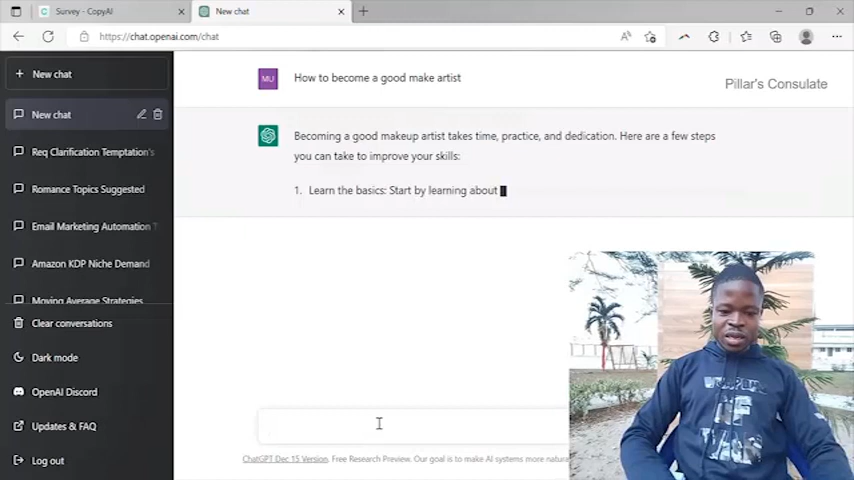 Survey - CopyAI
New chat
https://chat.openai.com/chat
New chat
New chat
Req Clarification Temptation's
Romance Topics Suggested
Email Marketing Automation T
Amazon KDP Niche Demand
Moving Average Strategies
Clear conversations
Dark mode
OpenAI Discord
Updates & FAQ
Log out
MU
How to become a good make artist
Pillar's Consulate
Becoming a good makeup artist takes time, practice, and dedication. Here are a few steps
you can take to improve your skills:
1. Learn the basics: Start by learning about
ChatGPT Dec 15 Version. Free Research Preview. Our goal is to make AI systems more natura